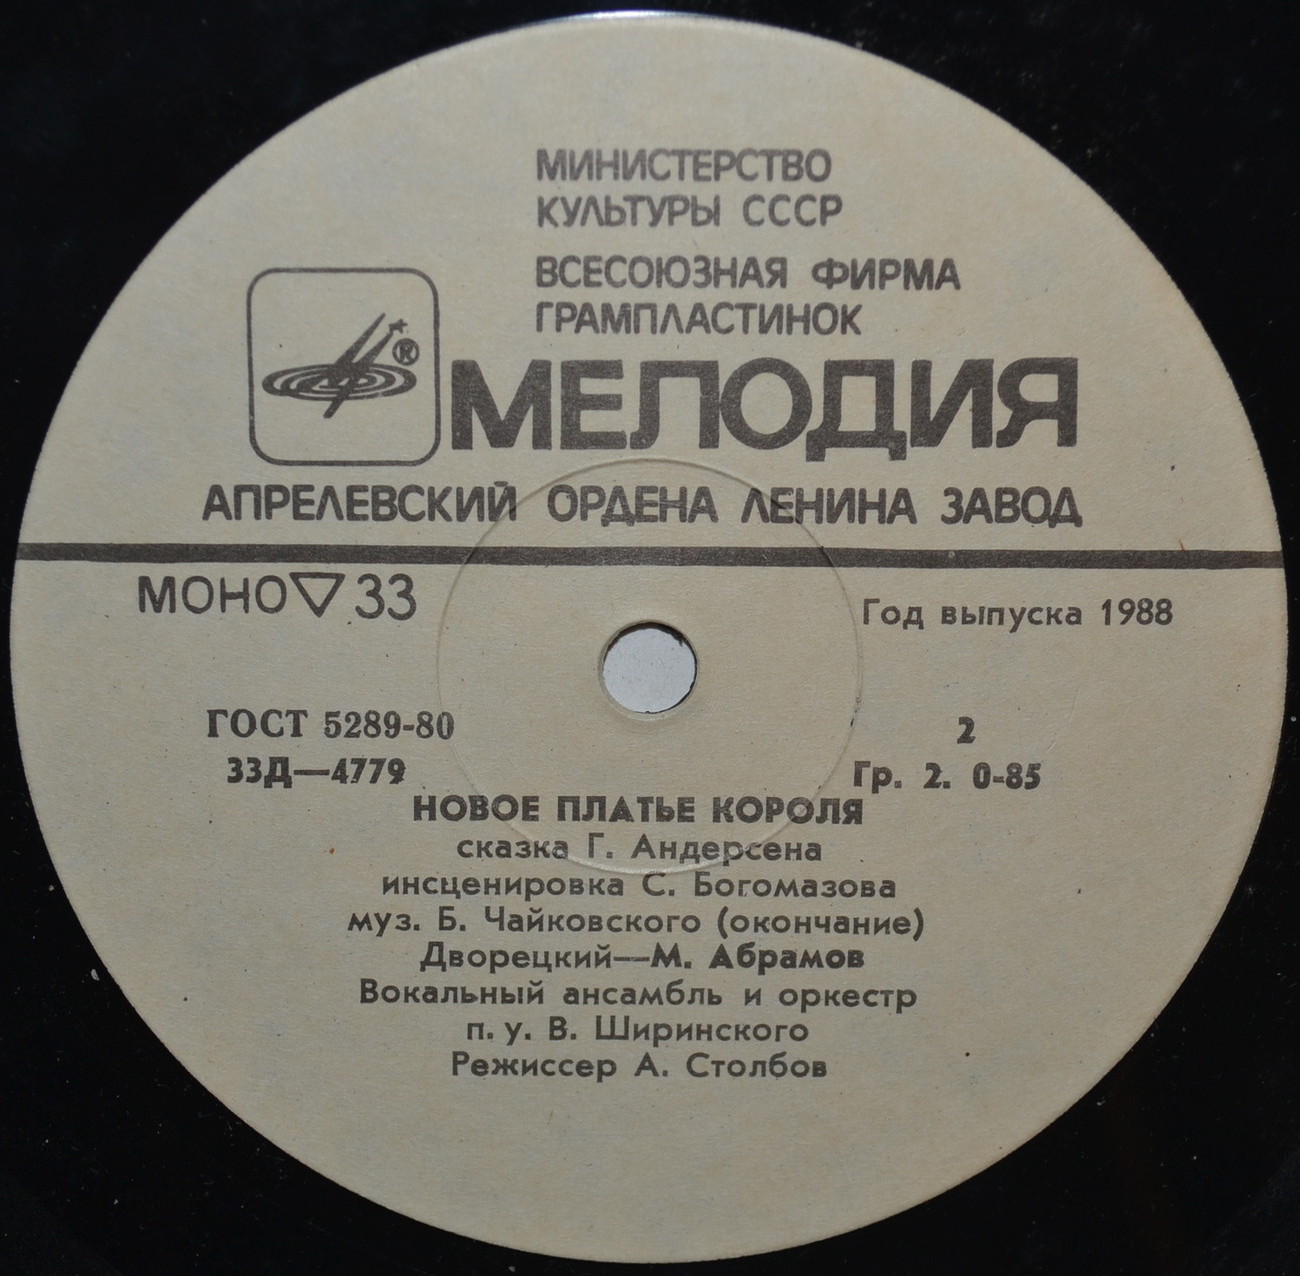 МИНИСТЕРСТВО
КУЛЬТУРЫ СССР
ВСЕСОЮЗНАЯ ФИРМА
ГРАМПЛАСТИНОК
®
МЕЛОДИЯ
АПРЕЛЕВСКИЙ ОРДЕНА ЛЕНИНА ЗАВОД
МОНО▽33
Год выпуска 1988
ГОСТ 5289-80
2
33Д—4779
Гр. 2. 0-85
НОВОЕ ПЛАТЬЕ КОРОЛЯ
сказка Г. Андерсена
инсценировка С. Богомазова
муз. Б. Чайковского (окончание)
Дворецкий—М. Абрамов
Вокальный ансамбль и оркестр
п. у. В. Ширинского
Режиссер А. Столбов